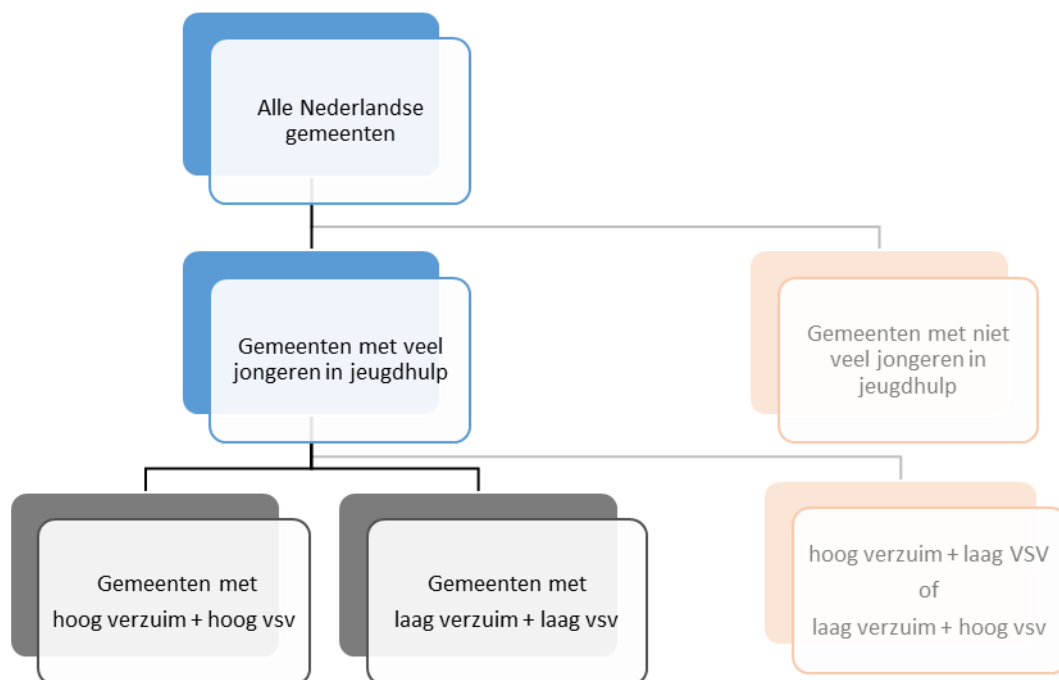 Alle Nederlandse
gemeenten
Gemeenten met veel
jongeren in jeugdhulp
Gemeenten met niet
veel jongeren in
jeugdhulp
Gemeenten met
hoog verzuim + hoog vsv
Gemeenten met
laag verzuim + laag vsv
hoog verzuim + laag VSV
of
laag verzuim + hoog vsv